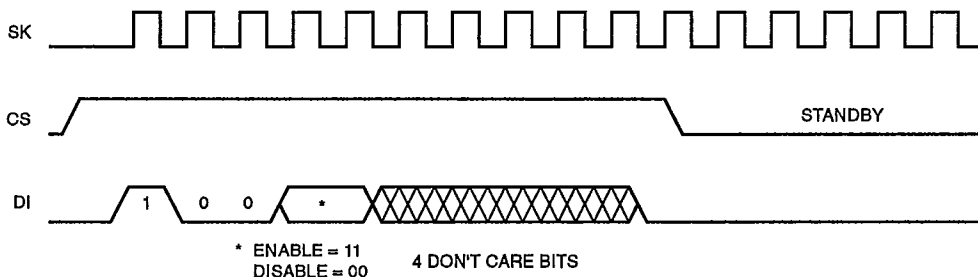 SK
CS
STANDBY
DI
1 0 0 *
* ENABLE = 11
DISABLE = 00
4 DON'T CARE BITS